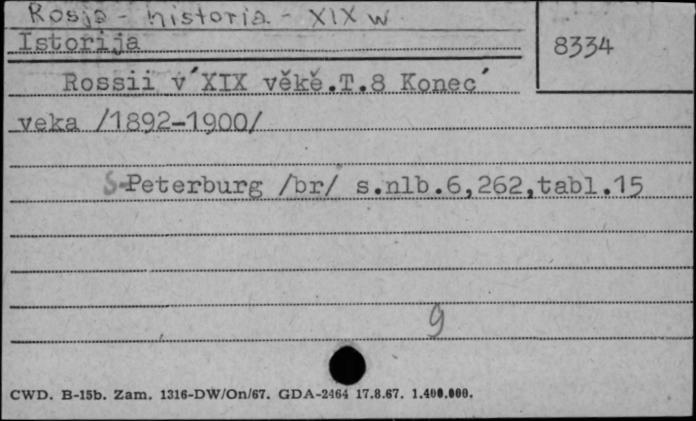 Rosja - historia - XIX w
Istorija
8334
Rossii v´XIX věkě.T.8 Konec´
veka /1892-1900/
S-Peterburg /br/ s.nlb.6,262,tabl.15
9
CWD. B-15b. Zam. 1316-DW/On/67. GDA-2464 17.8.67. 1.400.000.